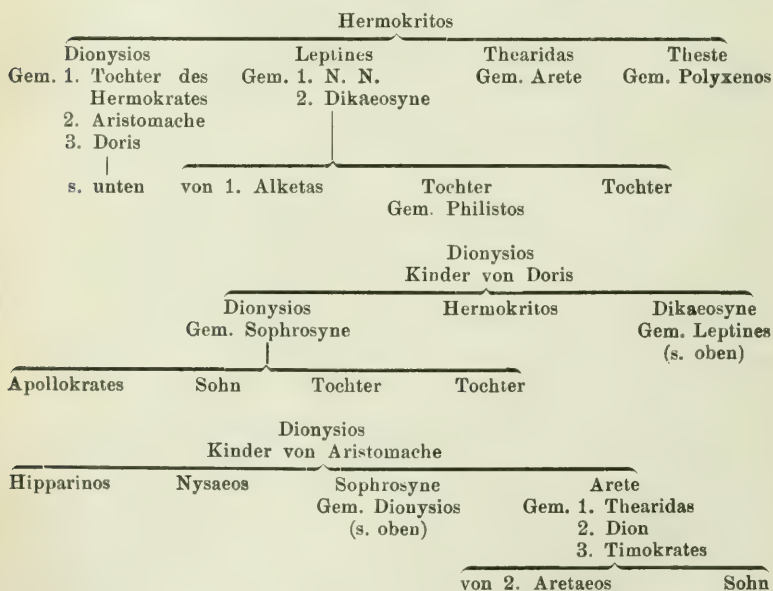 Hermokritos
Dionysios Leptines Thearidas Theste
Gem. 1. Tochter des Gem. 1. N. N. Gem. Arete Gem. Polyxenos
Hermokrates 2. Dikaeosyne
2. Aristomache
3. Doris
s. unten von 1. Alketas Tochter Tochter
Gem. Philistos
Dionysios
Kinder von Doris
Dionysios Hermokritos Dikaeosyne
Gem. Sophrosyne Gem. Leptines
(s. oben)
Apollokrates Sohn Tochter Tochter
Dionysios
Kinder von Aristomache
Hipparinos Nysaeos Sophrosyne Arete
Gem. Dionysios Gem. 1. Thearidas
(s. oben) 2. Dion
3. Timokrates
von 2. Aretaeos Sohn